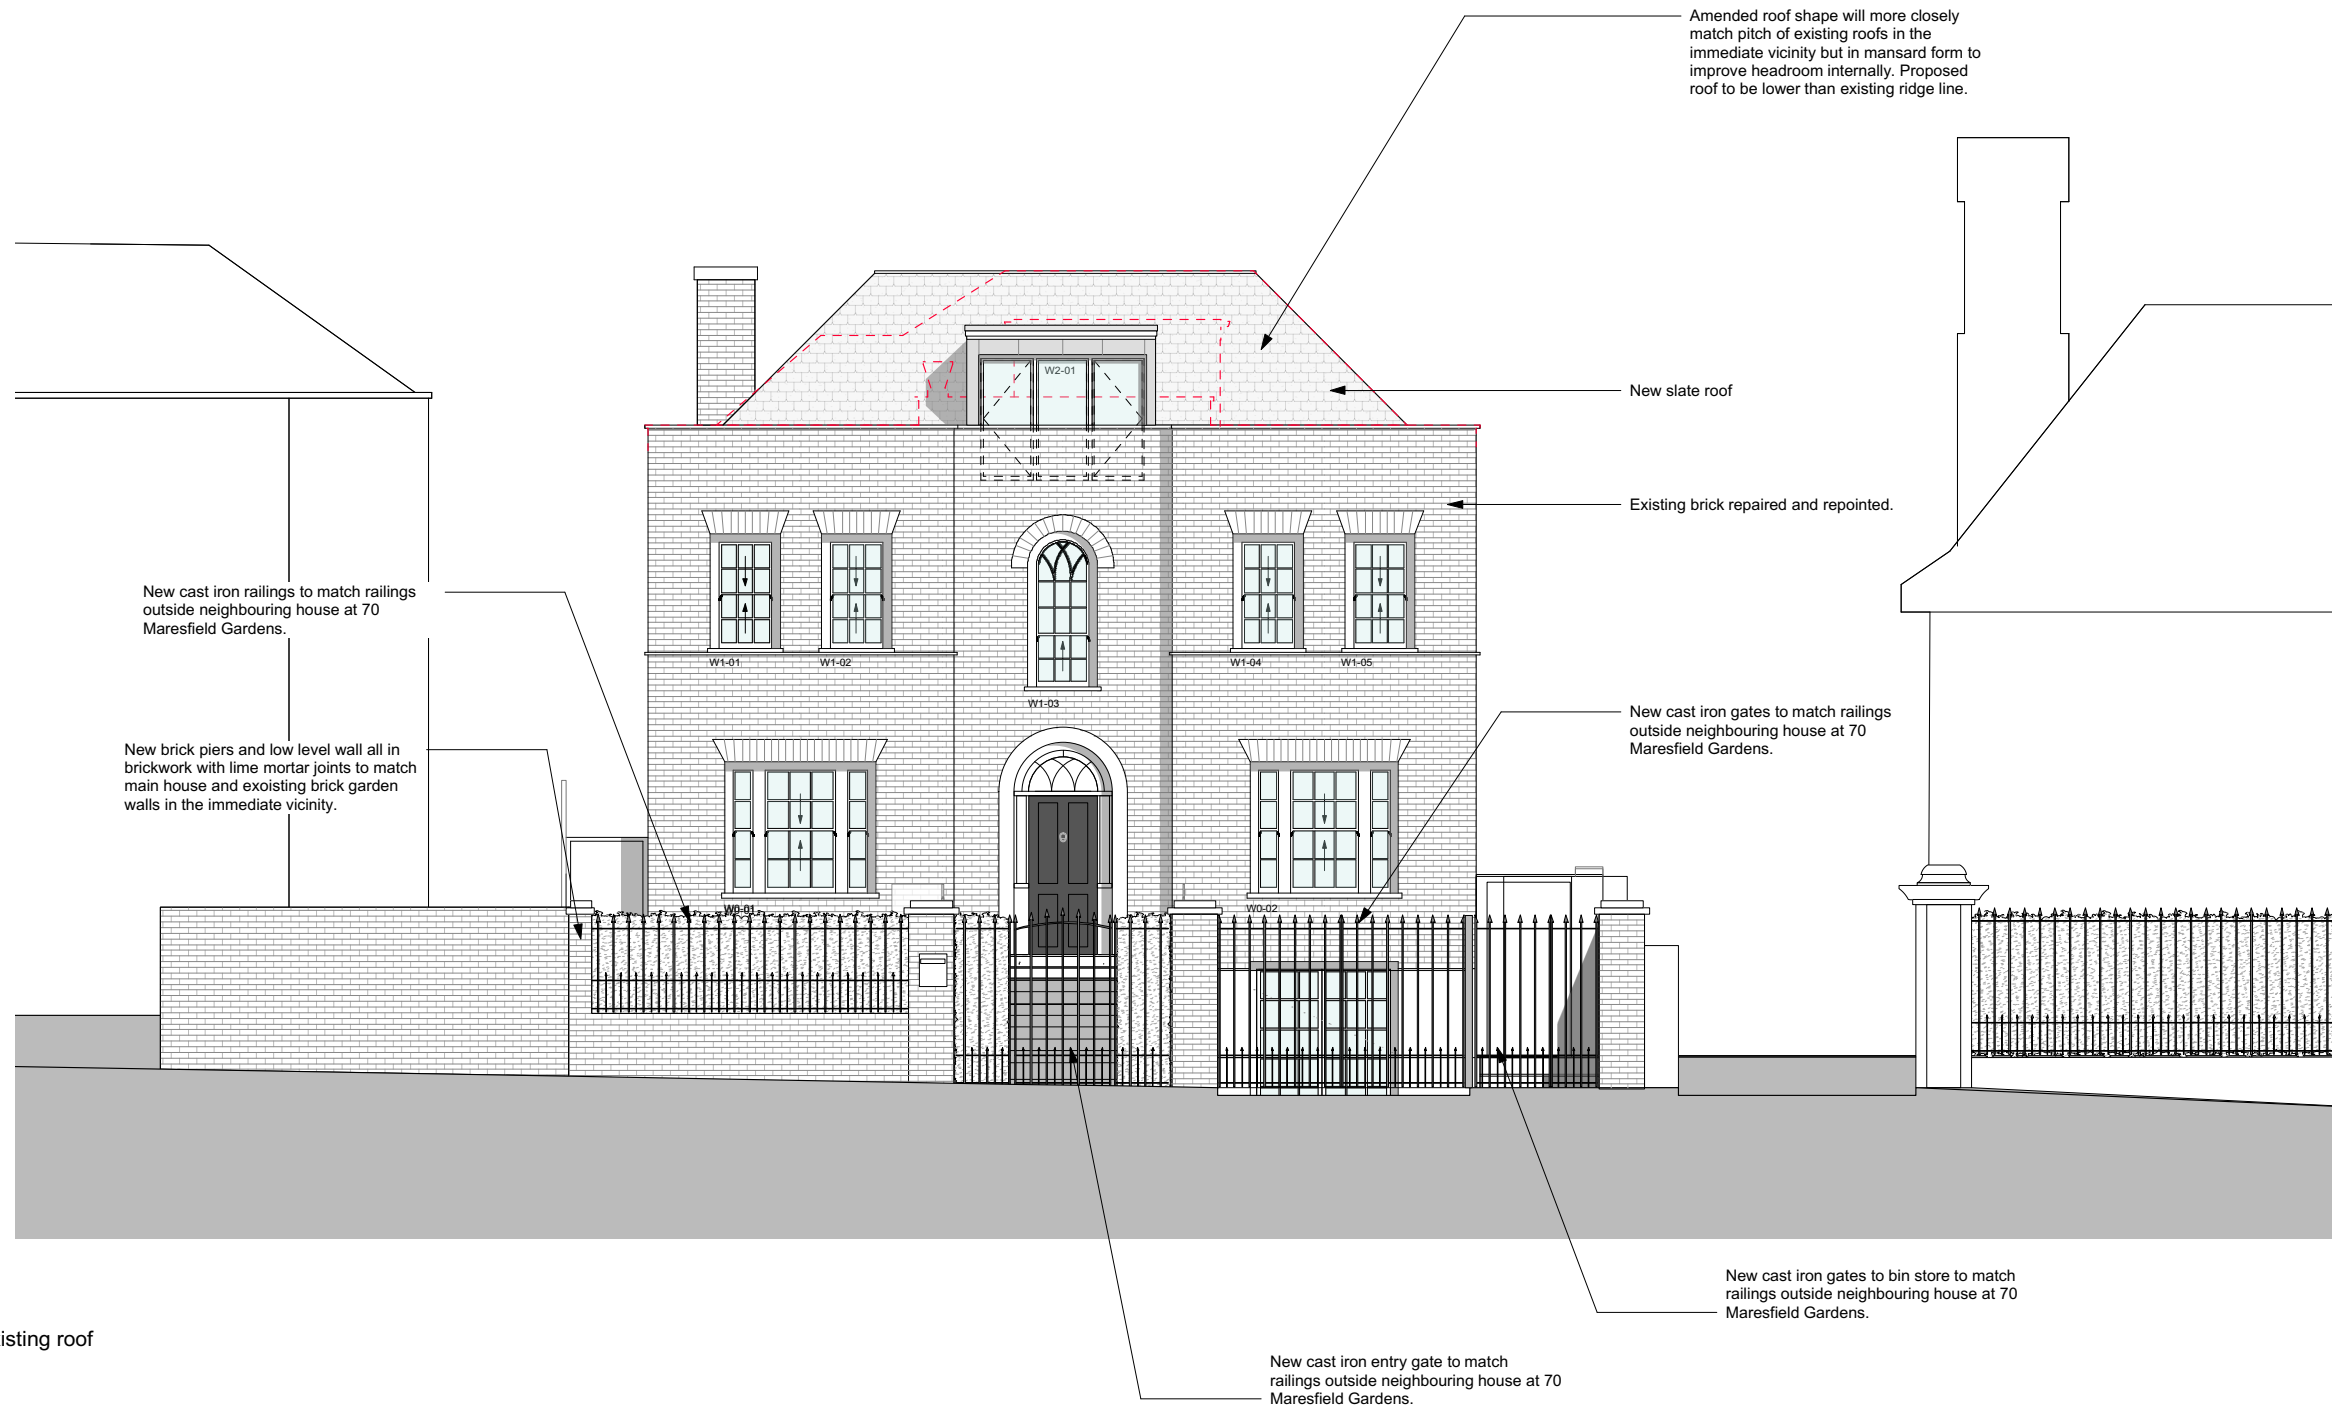 Amended roof shape will more closely
match pitch of existing roofs in the
immediate vicinity but in mansard form to
improve headroom internally. Proposed
roof to be lower than existing ridge line.
W2-01
New slate roof
Existing brick repaired and repointed.
New cast iron railings to match railings
outside neighbouring house at 70
Maresfield Gardens.
W1-01
W1-02
W1-04
W1-05
W1-03
New cast iron gates to match railings
outside neighbouring house at 70
Maresfield Gardens.
New brick piers and low level wall all in
brickwork with lime mortar joints to match
main house and exoisting brick garden
walls in the immediate vicinity.
W0-01
W0-02
New cast iron gates to bin store to match
railings outside neighbouring house at 70
Maresfield Gardens.
isting roof
New cast iron entry gate to match
railings outside neighbouring house at 70
Maresfield Gardens.